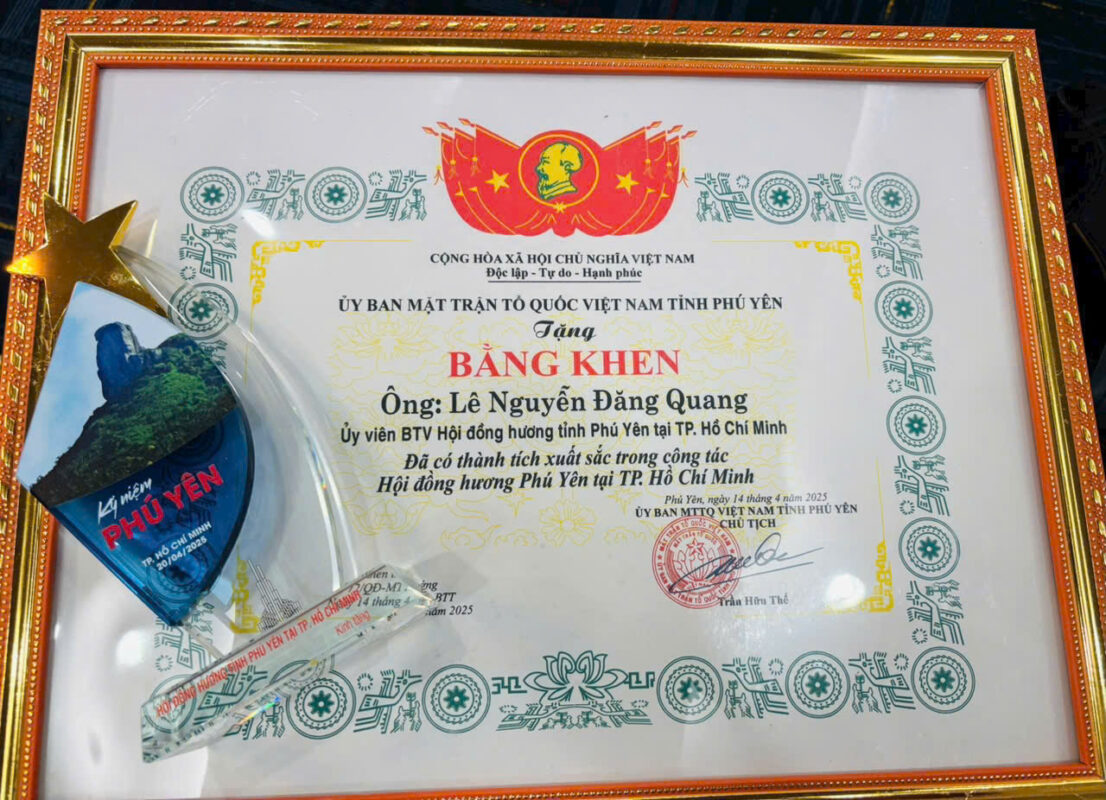 CỘNG HÒA XÃ HỘI CHỦ NGHĨA VIỆT NAM
Độc lập - Tự do - Hạnh phúc
ỦY BAN MẶT TRẬN TỔ QUỐC VIỆT NAM TỈNH PHÚ YÊN
Tặng
BẰNG KHEN
Ông: Lê Nguyễn Đăng Quang
Ủy viên BTV Hội đồng hương tỉnh Phú Yên tại TP. Hồ Chí Minh
Đã có thành tích xuất sắc trong công tác
Hội đồng hương Phú Yên tại TP. Hồ Chí Minh
Phú Yên, ngày 14 tháng 4 năm 2025
ỦY BAN MTTQ VIỆT NAM TỈNH PHÚ YÊN
CHỦ TỊCH
Trần Hữu Thế
14 tháng 4
năm 2025
Kỷ niệm
PHÚ YÊN
TP. HỒ CHÍ MINH
20/04/2025
HỘI ĐỒNG HƯƠNG TỈNH PHÚ YÊN TẠI TP. HỒ CHÍ MINH
Kính tặng